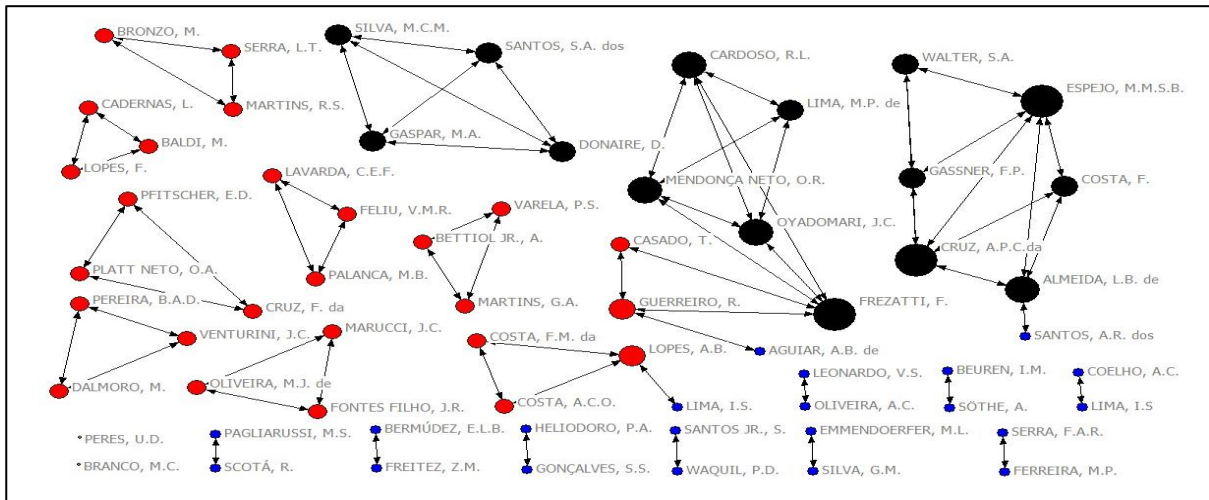 BRONZO, M.
SERRA, L.T.
MARTINS, R.S.
CADERNAS, L.
BALDI, M.
LOPES, F.
SILVA, M.C.M.
SANTOS, S.A. dos
GASPAR, M.A.
DONAIRE, D.
CARDOSO, R.L.
LIMA, M.P. de
MENDONÇA NETO, O.R.
OYADOMARI, J.C.
WALTER, S.A.
ESPEJO, M.M.S.B.
GASSNER, F.P.
COSTA, F.
CRUZ, A.P.C.da
ALMEIDA, L.B. de
SANTOS, A.R. dos
PFITSCHER, E.D.
PLATT NETO, O.A.
CRUZ, F. da
LAVARDA, C.E.F.
FELIU, V.M.R.
PALANCA, M.B.
VARELA, P.S.
BETTIOL JR., A.
MARTINS, G.A.
CASADO, T.
GUERREIRO, R.
FREZATTI, F.
AGUIAR, A.B. de
PEREIRA, B.A.D.
VENTURINI, J.C.
DALMORO, M.
MARUCCI, J.C.
OLIVEIRA, M.J. de
FONTES FILHO, J.R.
COSTA, F.M. da
LOPES, A.B.
COSTA, A.C.O.
LIMA, I.S.
LEONARDO, V.S.
OLIVEIRA, A.C.
BEUREN, I.M.
SÖTHE, A.
COELHO, A.C.
LIMA, I.S
PERES, U.D.
BRANCO, M.C.
PAGLIARUSSI, M.S.
SCOTÁ, R.
BERMÚDEZ, E.L.B.
FREITEZ, Z.M.
HELIODORO, P.A.
GONÇALVES, S.S.
SANTOS JR., S.
WAQUIL, P.D.
EMMENDOERFER, M.L.
SILVA, G.M.
SERRA, F.A.R.
FERREIRA, M.P.